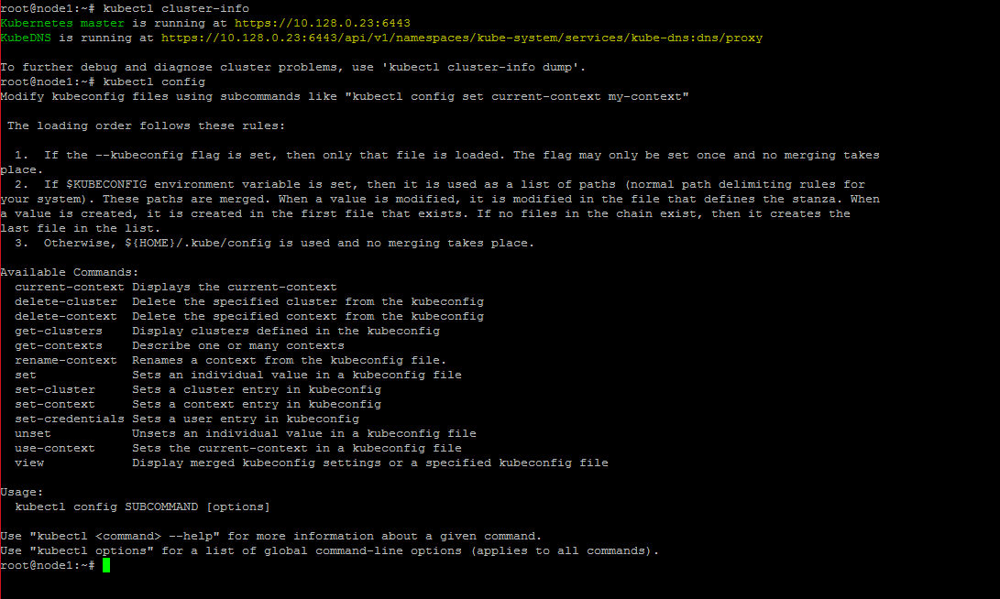 root@node1:~# kubectl cluster-info
Kubernetes master is running at https://10.128.0.23:6443
KubeDNS is running at https://10.128.0.23:6443/api/v1/namespaces/kube-system/services/kube-dns:dns/proxy
To further debug and diagnose cluster problems, use 'kubectl cluster-info dump'.
root@node1:~# kubectl config
Modify kubeconfig files using subcommands like "kubectl config set current-context my-context"
The loading order follows these rules:
1.  If the --kubeconfig flag is set, then only that file is loaded. The flag may only be set once and no merging takes
place.
2.  If $KUBECONFIG environment variable is set, then it is used as a list of paths (normal path delimiting rules for
your system). These paths are merged. When a value is modified, it is modified in the file that defines the stanza. When
a value is created, it is created in the first file that exists. If no files in the chain exist, then it creates the
last file in the list.
3.  Otherwise, ${HOME}/.kube/config is used and no merging takes place.
Available Commands:
current-context Displays the current-context
delete-cluster  Delete the specified cluster from the kubeconfig
delete-context  Delete the specified context from the kubeconfig
get-clusters    Display clusters defined in the kubeconfig
get-contexts    Describe one or many contexts
rename-context  Renames a context from the kubeconfig file.
set             Sets an individual value in a kubeconfig file
set-cluster     Sets a cluster entry in kubeconfig
set-context     Sets a context entry in kubeconfig
set-credentials Sets a user entry in kubeconfig
unset           Unsets an individual value in a kubeconfig file
use-context     Sets the current-context in a kubeconfig file
view            Display merged kubeconfig settings or a specified kubeconfig file
Usage:
kubectl config SUBCOMMAND [options]
Use "kubectl <command> --help" for more information about a given command.
Use "kubectl options" for a list of global command-line options (applies to all commands).
root@node1:~#